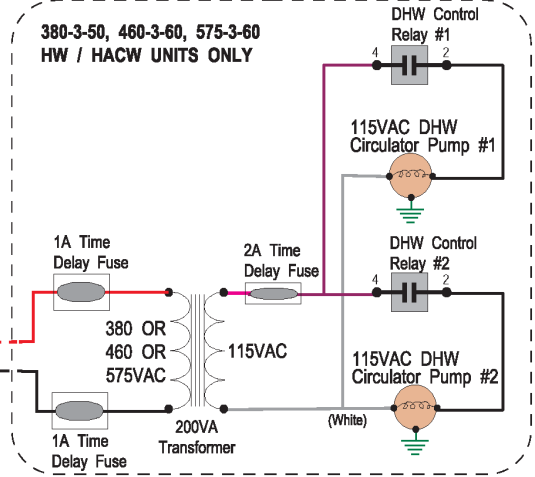 380-3-50, 460-3-60, 575-3-60
HW / HACW UNITS ONLY
DHW Control
Relay #1
4
2
115VAC DHW
Circulator Pump #1
1A Time
Delay Fuse
2A Time
Delay Fuse
DHW Control
Relay #2
4
2
380 OR
460 OR
575VAC
115VAC
115VAC DHW
Circulator Pump #2
(White)
200VA
Transformer
1A Time
Delay Fuse